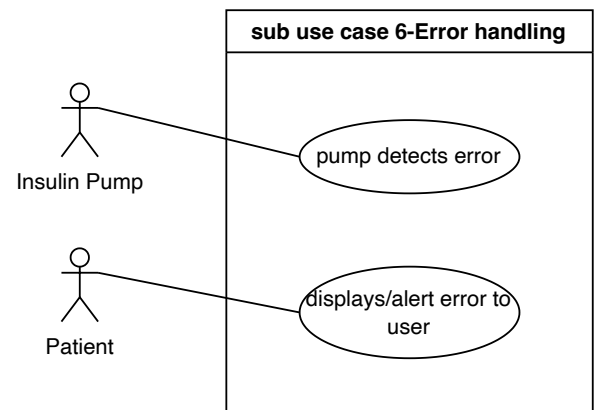 sub use case 6-Error handling
pump detects error
Insulin Pump
displays/alert error to
user
Patient